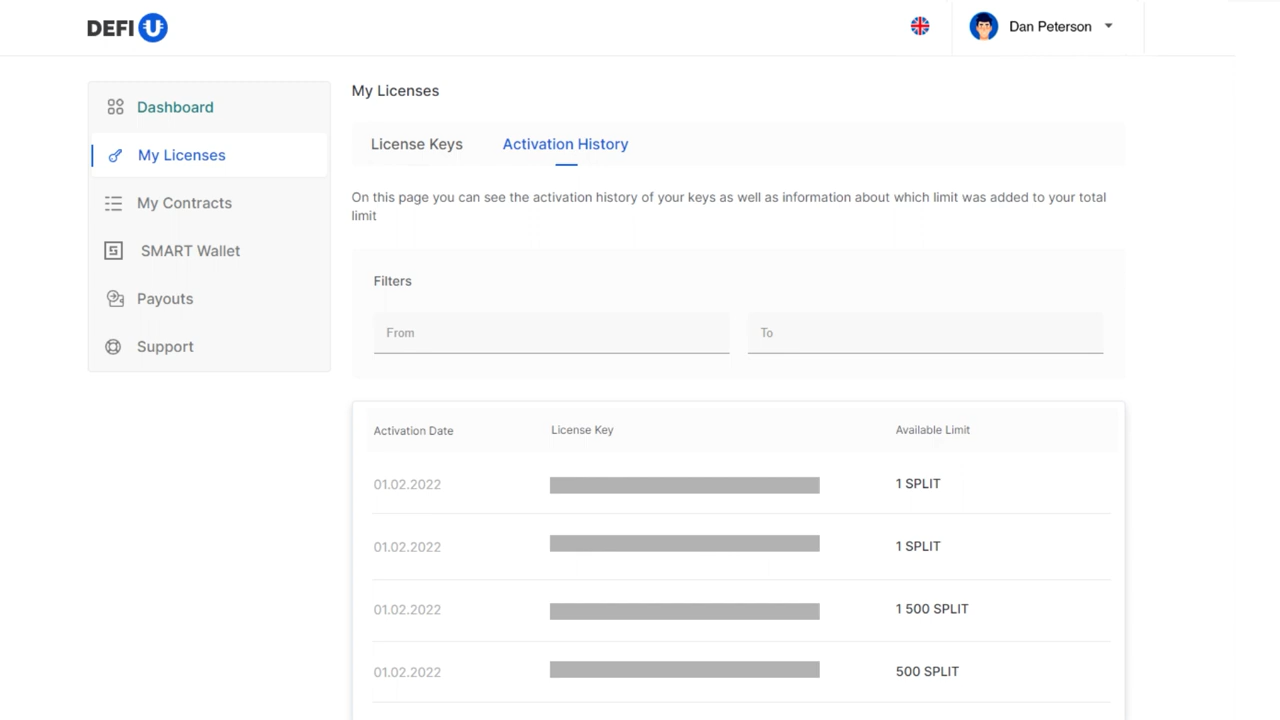 DEFI U
Dan Peterson
Dashboard
My Licenses
My Contracts
SMART Wallet
Payouts
Support
My Licenses
License Keys
Activation History
On this page you can see the activation history of your keys as well as information about which limit was added to your total
limit
Filters
From
To
Activation Date License Key Available Limit
01.02.2022 1 SPLIT
01.02.2022 1 SPLIT
01.02.2022 1 500 SPLIT
01.02.2022 500 SPLIT